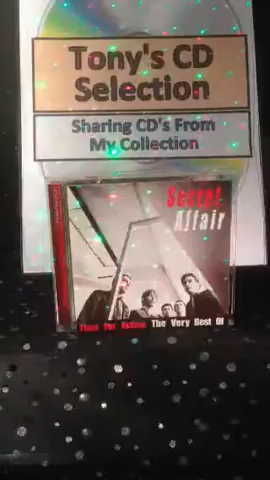 Tony's CD
Selection
Sharing CD's From
My Collection
Secret
Affair
Time For Action The Very Best Of